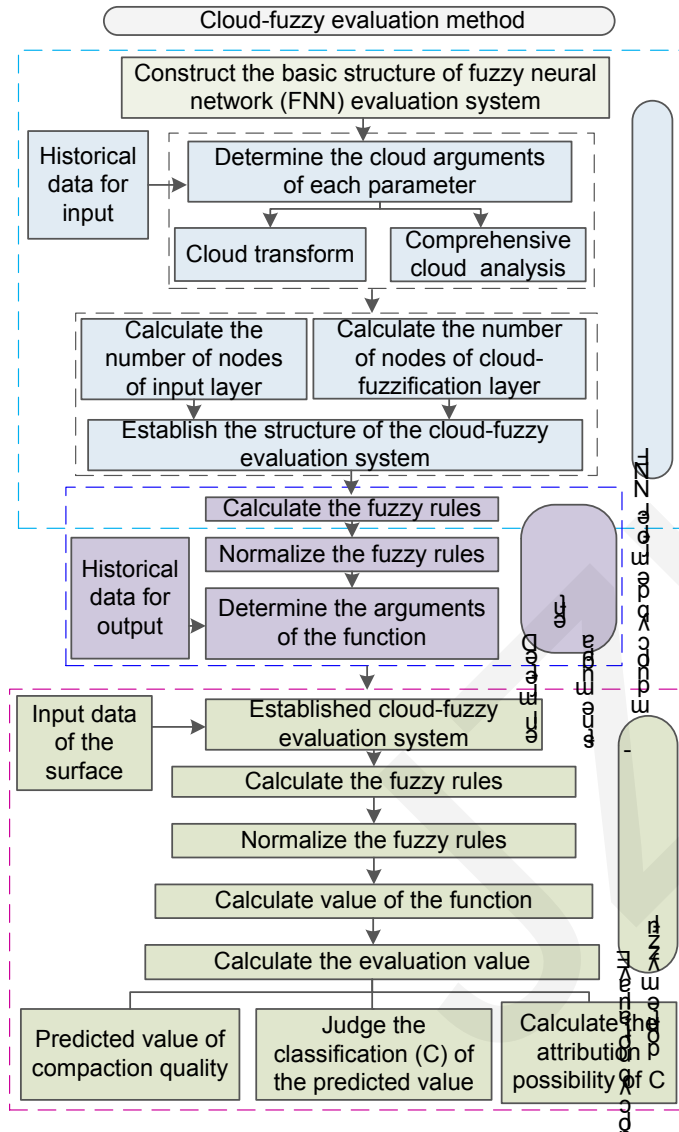 Cloud-fuzzy evaluation method
Construct the basic structure of fuzzy neural
network (FNN) evaluation system
Historical
data for
input
Determine the cloud arguments
of each parameter
Cloud transform
Comprehensive
cloud analysis
Calculate the
number of nodes
of input layer
Calculate the number
of nodes of cloud-
fuzzification layer
Establish the structure of the cloud-fuzzy
evaluation system
Calculate the fuzzy rules
Normalize the fuzzy rules
Historical
data for
output
Determine the arguments
of the function
Input data
of the
surface
Established cloud-fuzzy
evaluation system
Calculate the fuzzy rules
Normalize the fuzzy rules
Calculate value of the function
Calculate the evaluation value
Predicted value of
compaction quality
Judge the
classification (C) of
the predicted value
Calculate the
attribution
possibility of C